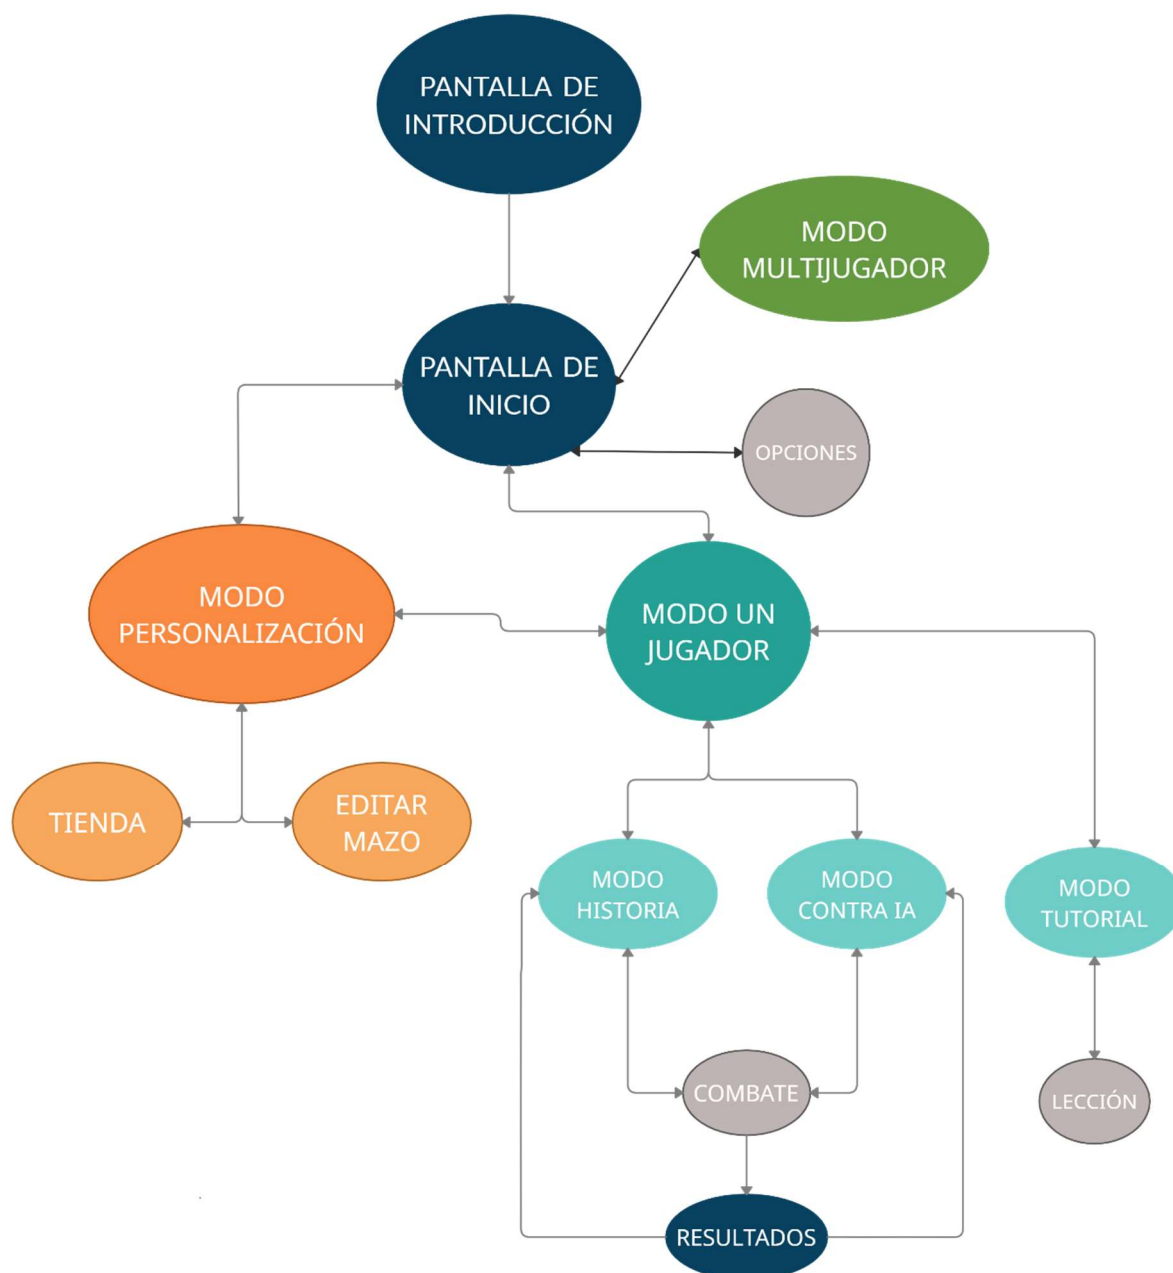 PANTALLA DE
INTRODUCCIÓN
MODO
MULTIJUGADOR
PANTALLA DE
INICIO
OPCIONES
MODO
PERSONALIZACIÓN
MODO UN
JUGADOR
TIENDA
EDITAR
MAZO
MODO
HISTORIA
MODO
CONTRA IA
MODO
TUTORIAL
COMBATE
LECCIÓN
RESULTADOS